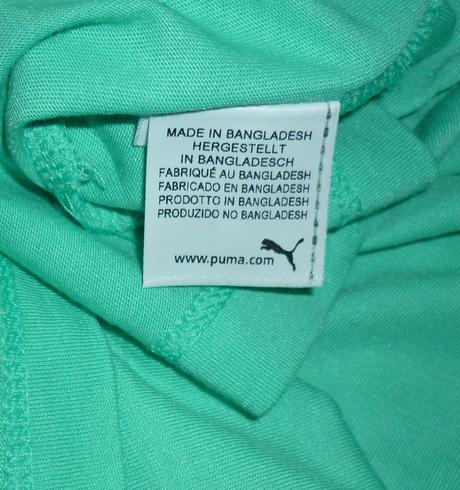 MADE IN BANGLADESH
HERGESTELLT
IN BANGLADESCH
FABRIQUÉ AU BANGLADESH
FABRICADO EN BANGLADESH
PRODOTTO IN BANGLADESH
PRODUZIDO NO BANGLADESH
www.puma.com